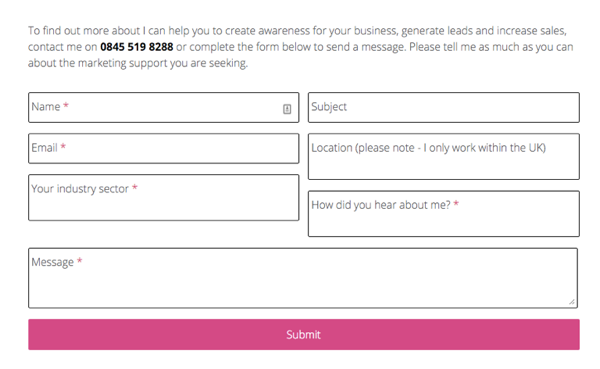 To find out more about I can help you to create awareness for your business, generate leads and increase sales,
contact me on 0845 519 8288 or complete the form below to send a message. Please tell me as much as you can
about the marketing support you are seeking.
Name *
Subject
Email *
Location (please note - I only work within the UK)
Your industry sector *
How did you hear about me? *
Message *
Submit